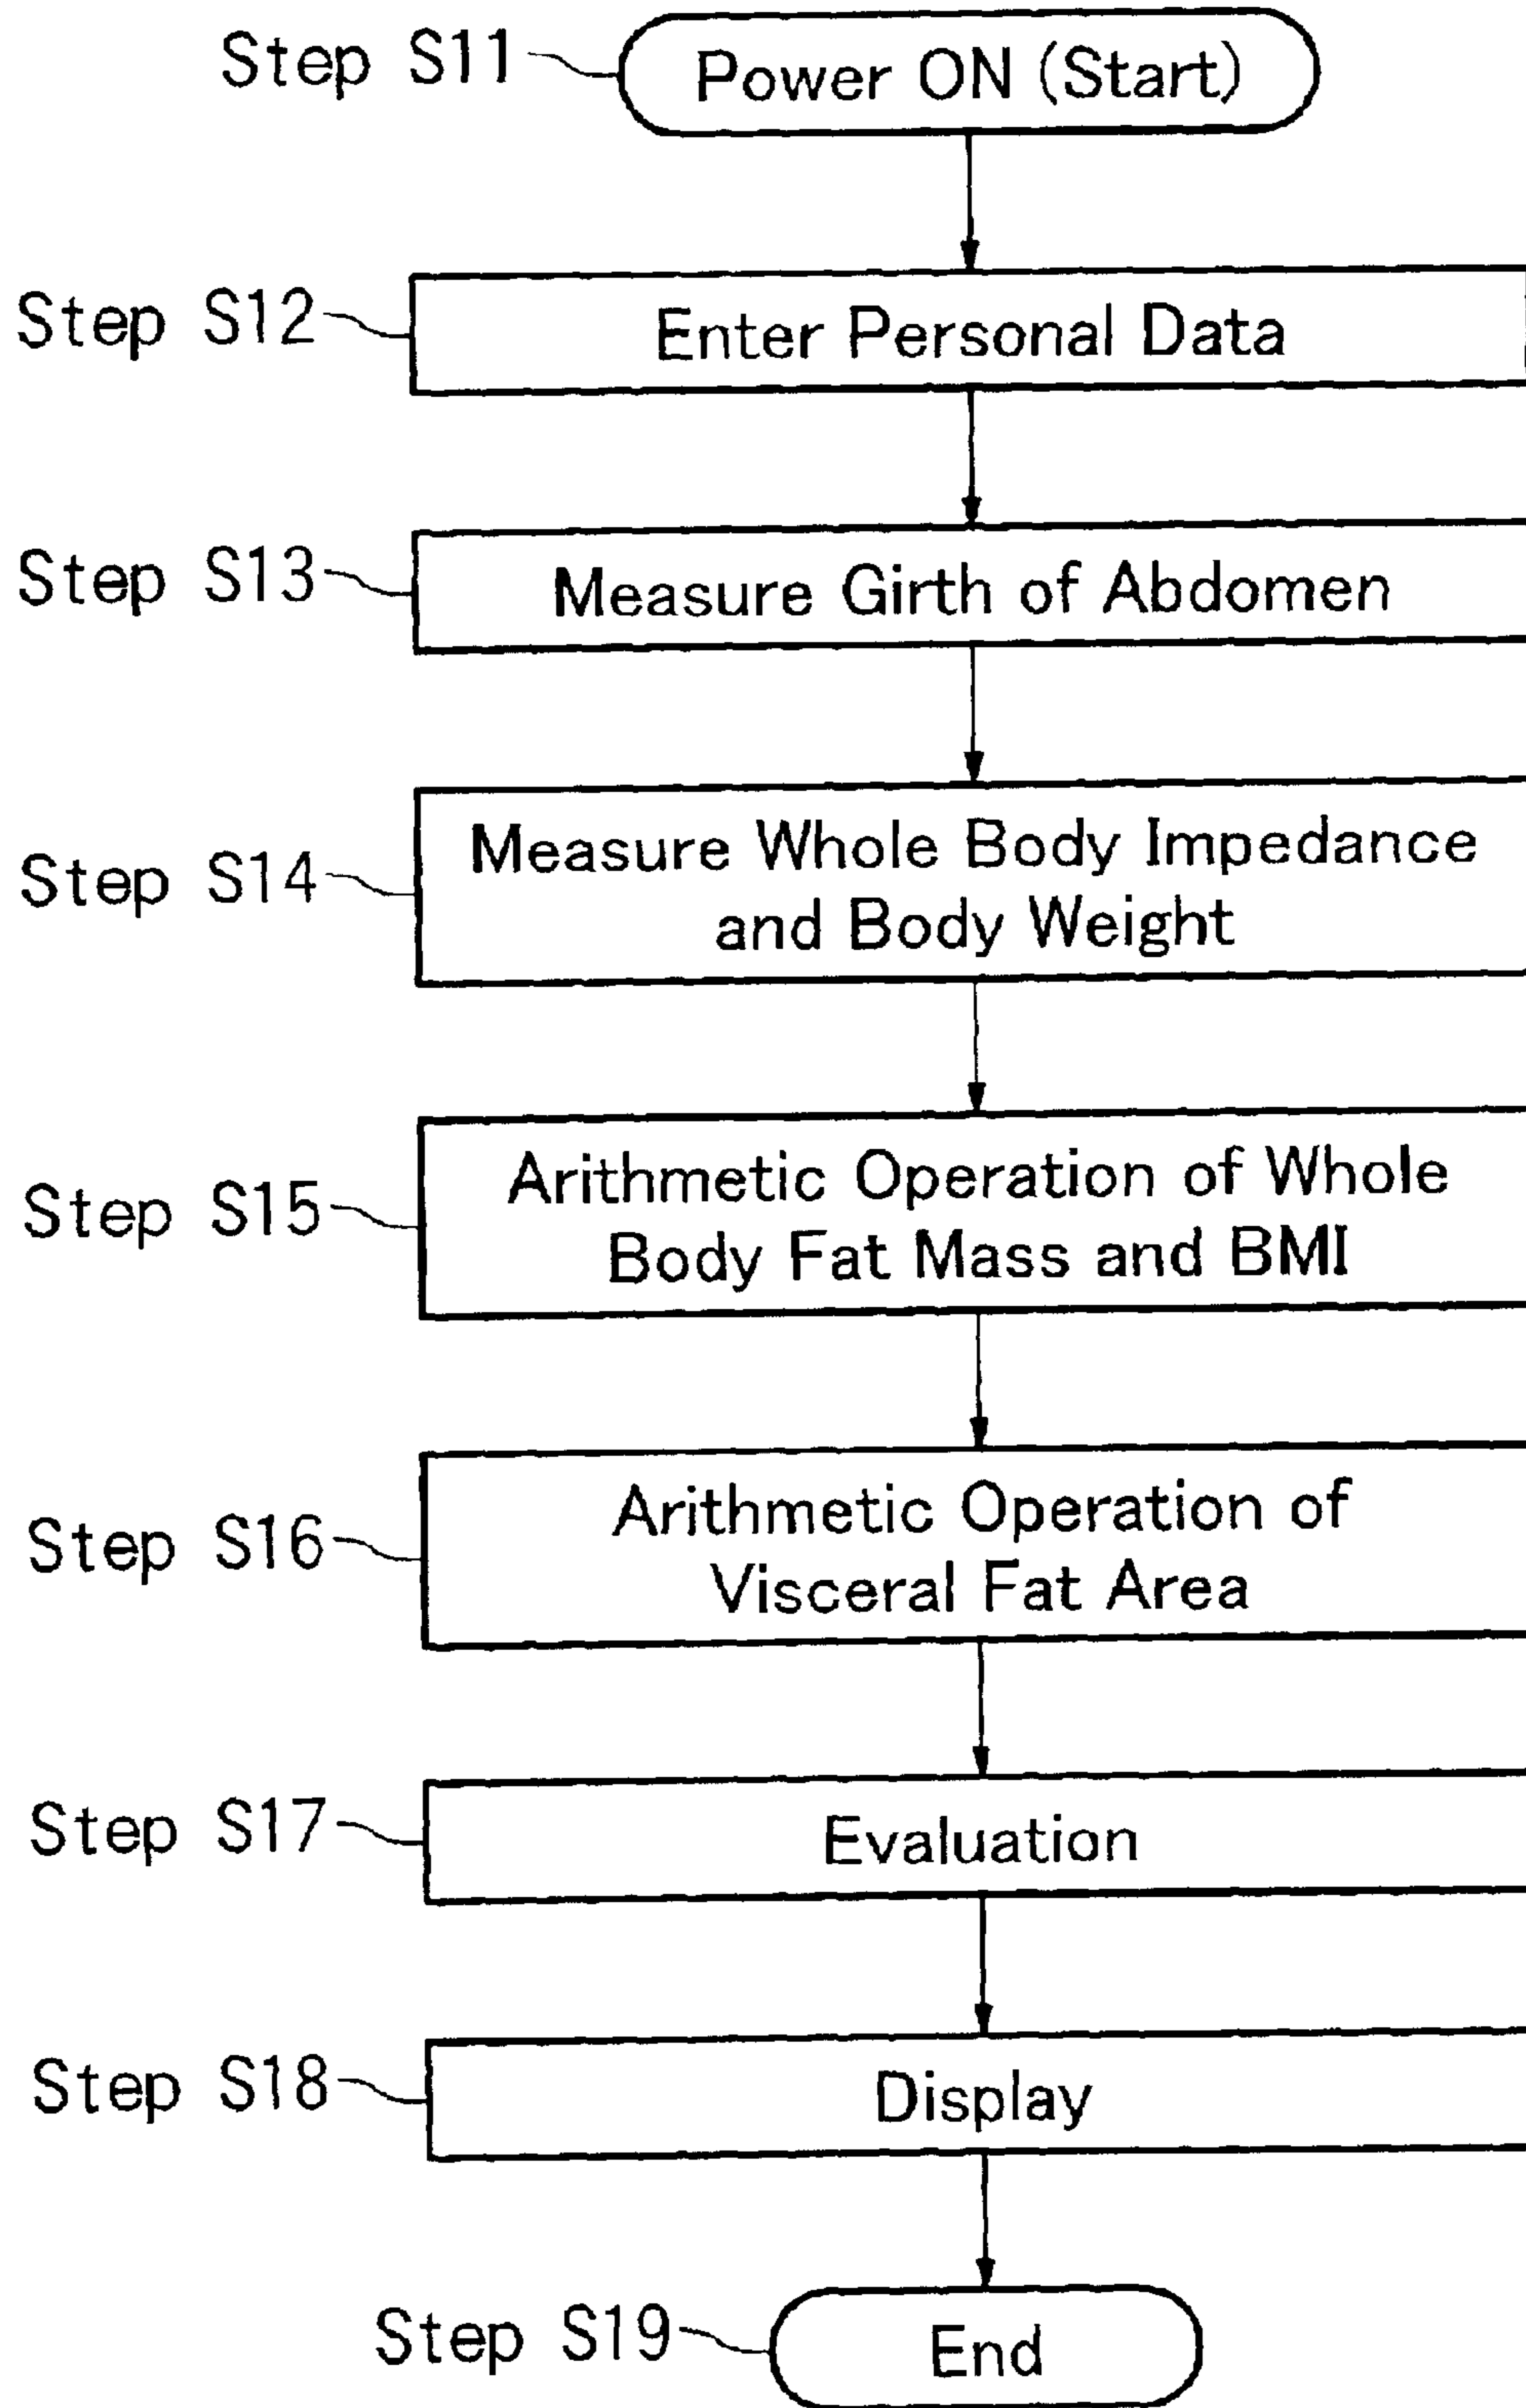 Step S11
Power ON (Start)
Step S12
Enter Personal Data
Step S13
Measure Girth of Abdomen
Step S14
Measure Whole Body Impedance
and Body Weight
Step S15
Arithmetic Operation of Whole
Body Fat Mass and BMI
Step S16
Arithmetic Operation of
Visceral Fat Area
Step S17
Evaluation
Step S18
Display
Step S19
End